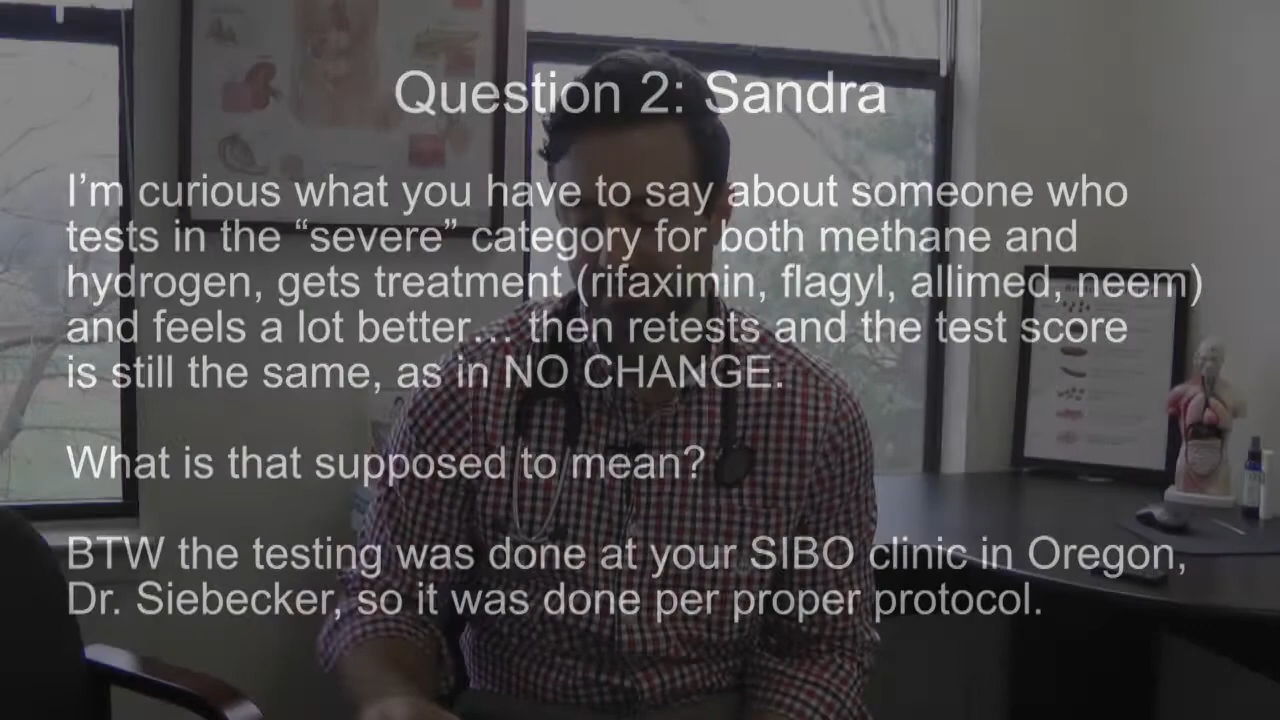 Question 2: Sandra
I’m curious what you have to say about someone who
tests in the “severe” category for both methane and
hydrogen, gets treatment (rifaximin, flagyl, allimed, neem)
and feels a lot better… then retests and the test score
is still the same, as in NO CHANGE.
What is that supposed to mean?
BTW the testing was done at your SIBO clinic in Oregon,
Dr. Siebecker, so it was done per proper protocol.